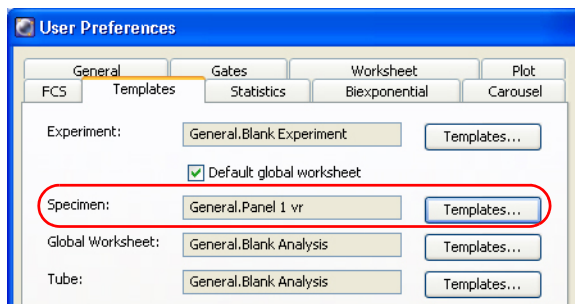 User Preferences
General Gates Worksheet Plot
FCS Templates Statistics Biexponential Carousel
Experiment: General.Blank Experiment Templates...
Default global worksheet
Specimen: General.Panel 1 vr Templates...
Global Worksheet: General.Blank Analysis Templates...
Tube: General.Blank Analysis Templates...